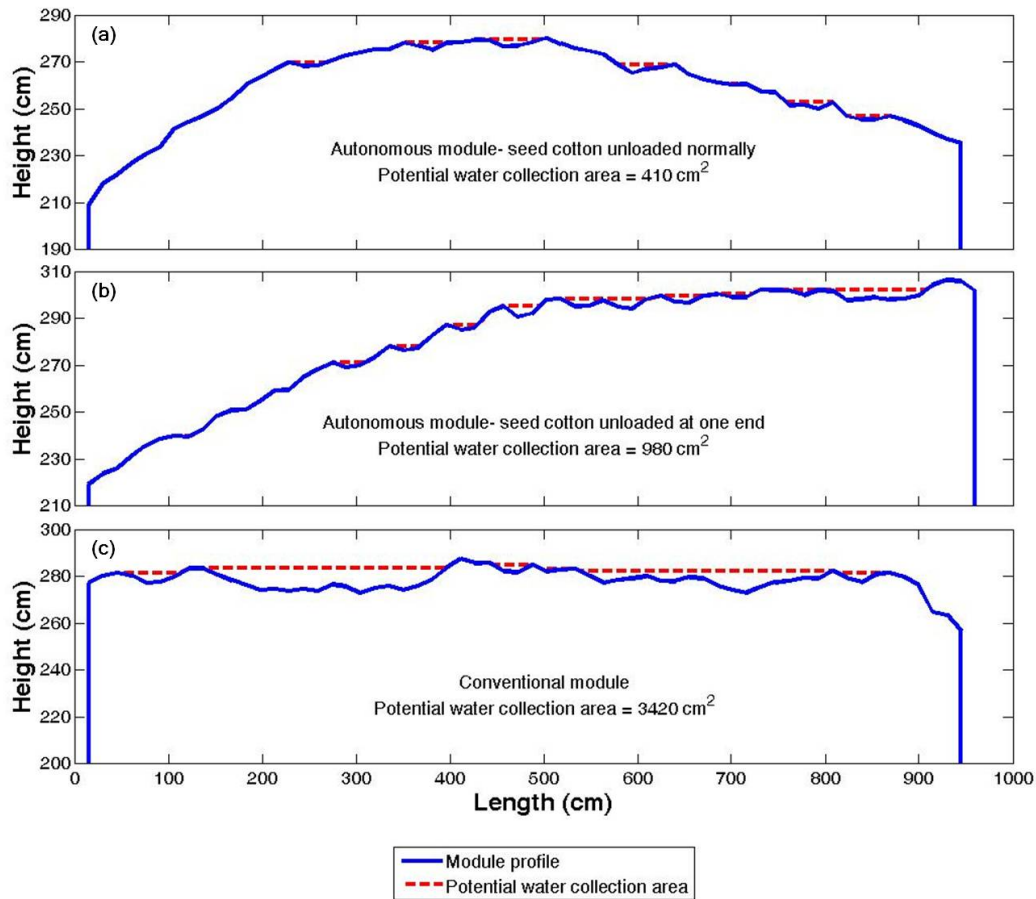 290
(a)
270
250
230
210
190
Height (cm)
Autonomous module- seed cotton unloaded normally
Potential water collection area = 410 cm²
310
(b)
290
270
250
230
210
Height (cm)
Autonomous module- seed cotton unloaded at one end
Potential water collection area = 980 cm²
300
(c)
280
260
240
220
200
Height (cm)
Conventional module
Potential water collection area = 3420 cm²
0 100 200 300 400 500 600 700 800 900 1000
Length (cm)
Module profile
Potential water collection area